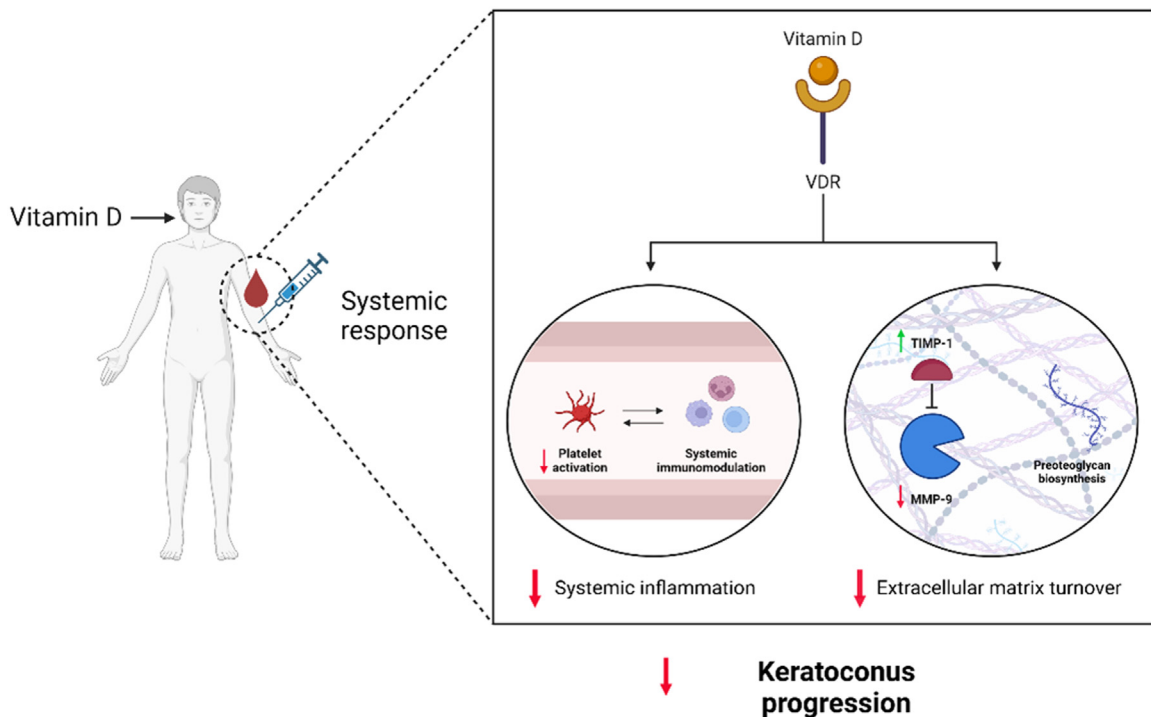 Vitamin D
Systemic
response
Vitamin D
VDR
Platelet
activation
Systemic
immunomodulation
TIMP-1
MMP-9
Preoteoglycan
biosynthesis
Systemic inflammation
Extracellular matrix turnover
Keratoconus
progression